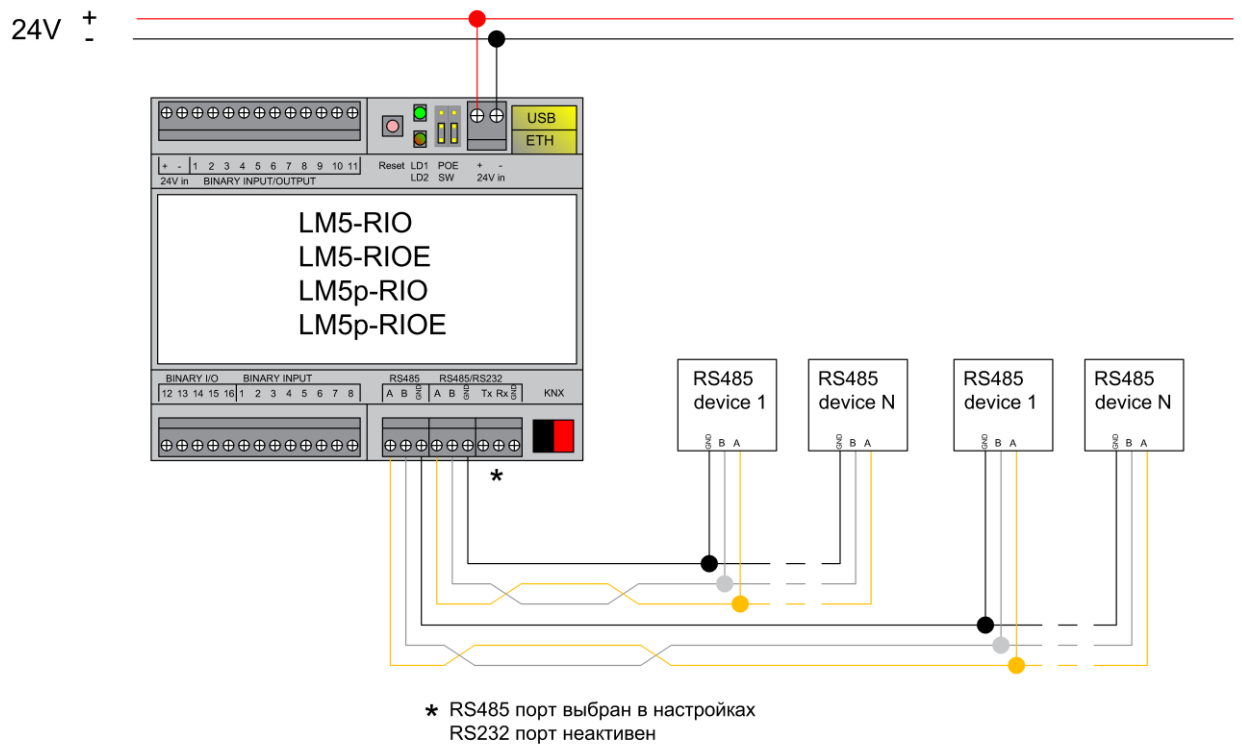 24V + -
USB
ETH
+ - 1 2 3 4 5 6 7 8 9 10 11
24V in BINARY INPUT/OUTPUT
Reset LD1 POE + -
LD2 SW 24V in
LM5-RIO
LM5-RIOE
LM5p-RIO
LM5p-RIOE
BINARY I/O BINARY INPUT RS485 RS485/RS232
12 13 14 15 16 1 2 3 4 5 6 7 8 A B GND A B GND Tx Rx GND KNX
*
RS485
device 1
GND B A
RS485
device N
GND B A
RS485
device 1
GND B A
RS485
device N
GND B A
* RS485 порт выбран в настройках
RS232 порт неактивен